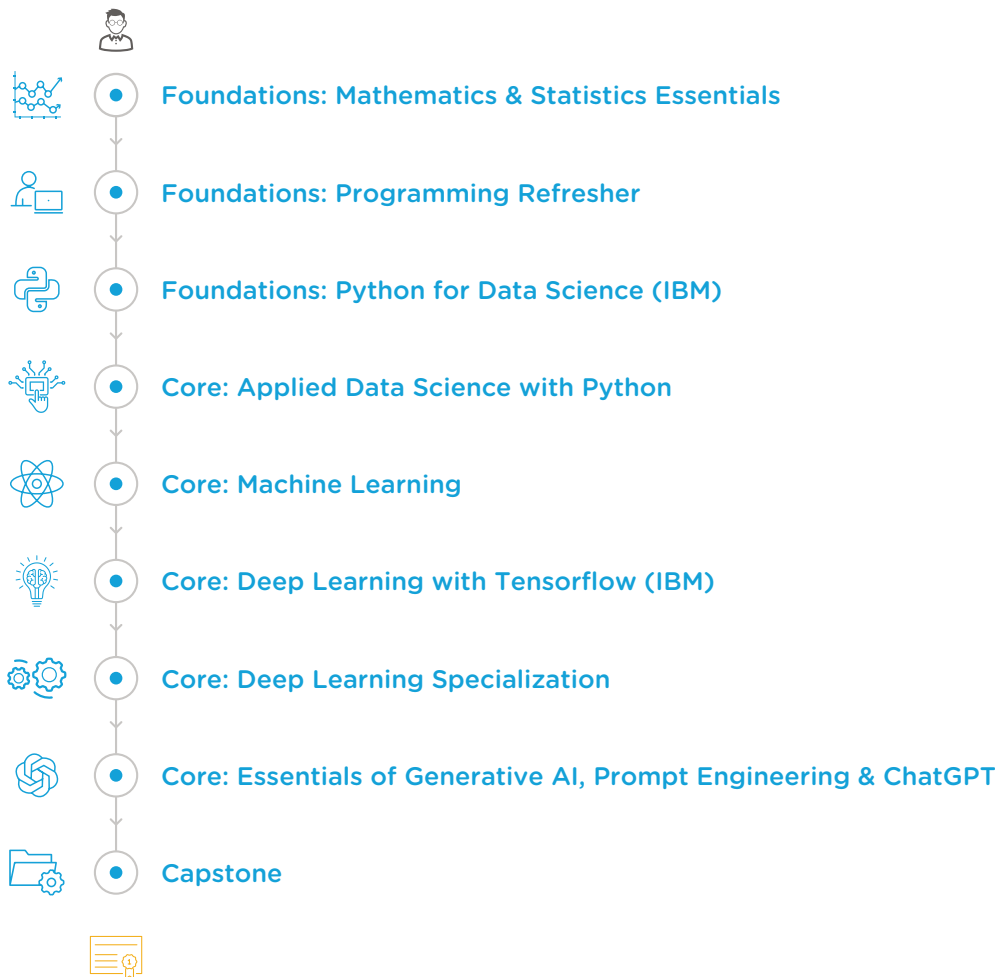 Foundations: Mathematics & Statistics Essentials
Foundations: Programming Refresher
Foundations: Python for Data Science (IBM)
Core: Applied Data Science with Python
Core: Machine Learning
Core: Deep Learning with Tensorflow (IBM)
Core: Deep Learning Specialization
Core: Essentials of Generative AI, Prompt Engineering & ChatGPT
Capstone
1